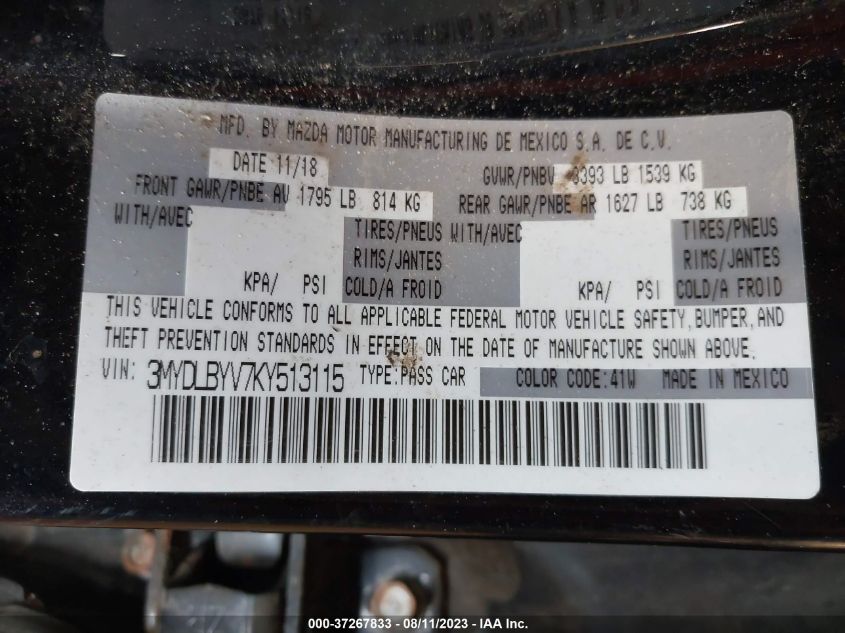 MFD. BY MAZDA MOTOR MANUFACTURING DE MEXICO S.A. DE C.V.
DATE 11/18 GVWR/PNBV 3393 LB 1539 KG
FRONT GAWR/PNBE AV 1795 LB 814 KG REAR GAWR/PNBE AR 1627 LB 738 KG
WITH/AVEC TIRES/PNEUS WITH/AVEC TIRES/PNEUS
RIMS/JANTES RIMS/JANTES
KPA/ PSI COLD/A FROID KPA/ PSI COLD/A FROID
THIS VEHICLE CONFORMS TO ALL APPLICABLE FEDERAL MOTOR VEHICLE SAFETY, BUMPER, AND
THEFT PREVENTION STANDARDS IN EFFECT ON THE DATE OF MANUFACTURE SHOWN ABOVE.
VIN: 3MYDLBYV7KY513115 TYPE:PASS CAR COLOR CODE:41W MADE IN MEXICO
000-37267833 - 08/11/2023 - IAA Inc.